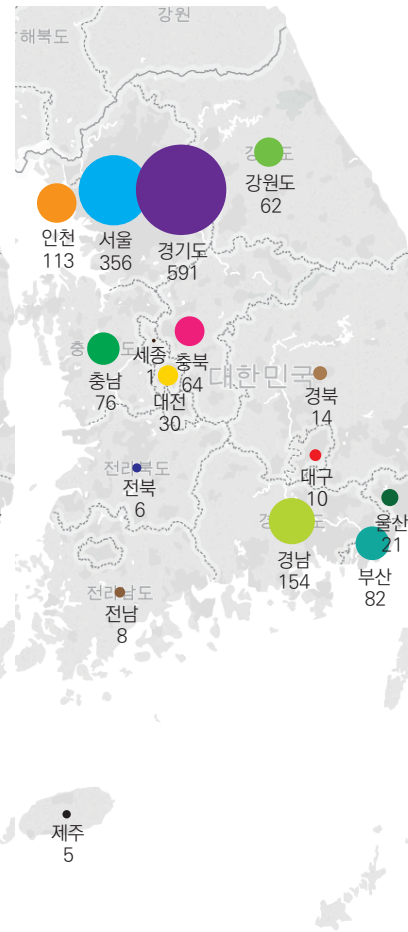 강원
해북도
강원도
62
인천
113
서울
356
경기도
591
세종
1
충북
64
충남
76
대전
30
대한민국
경북
14
전라북도
전북
6
대구
10
울산
21
경남
154
부산
82
전라남도
전남
8
제주
5